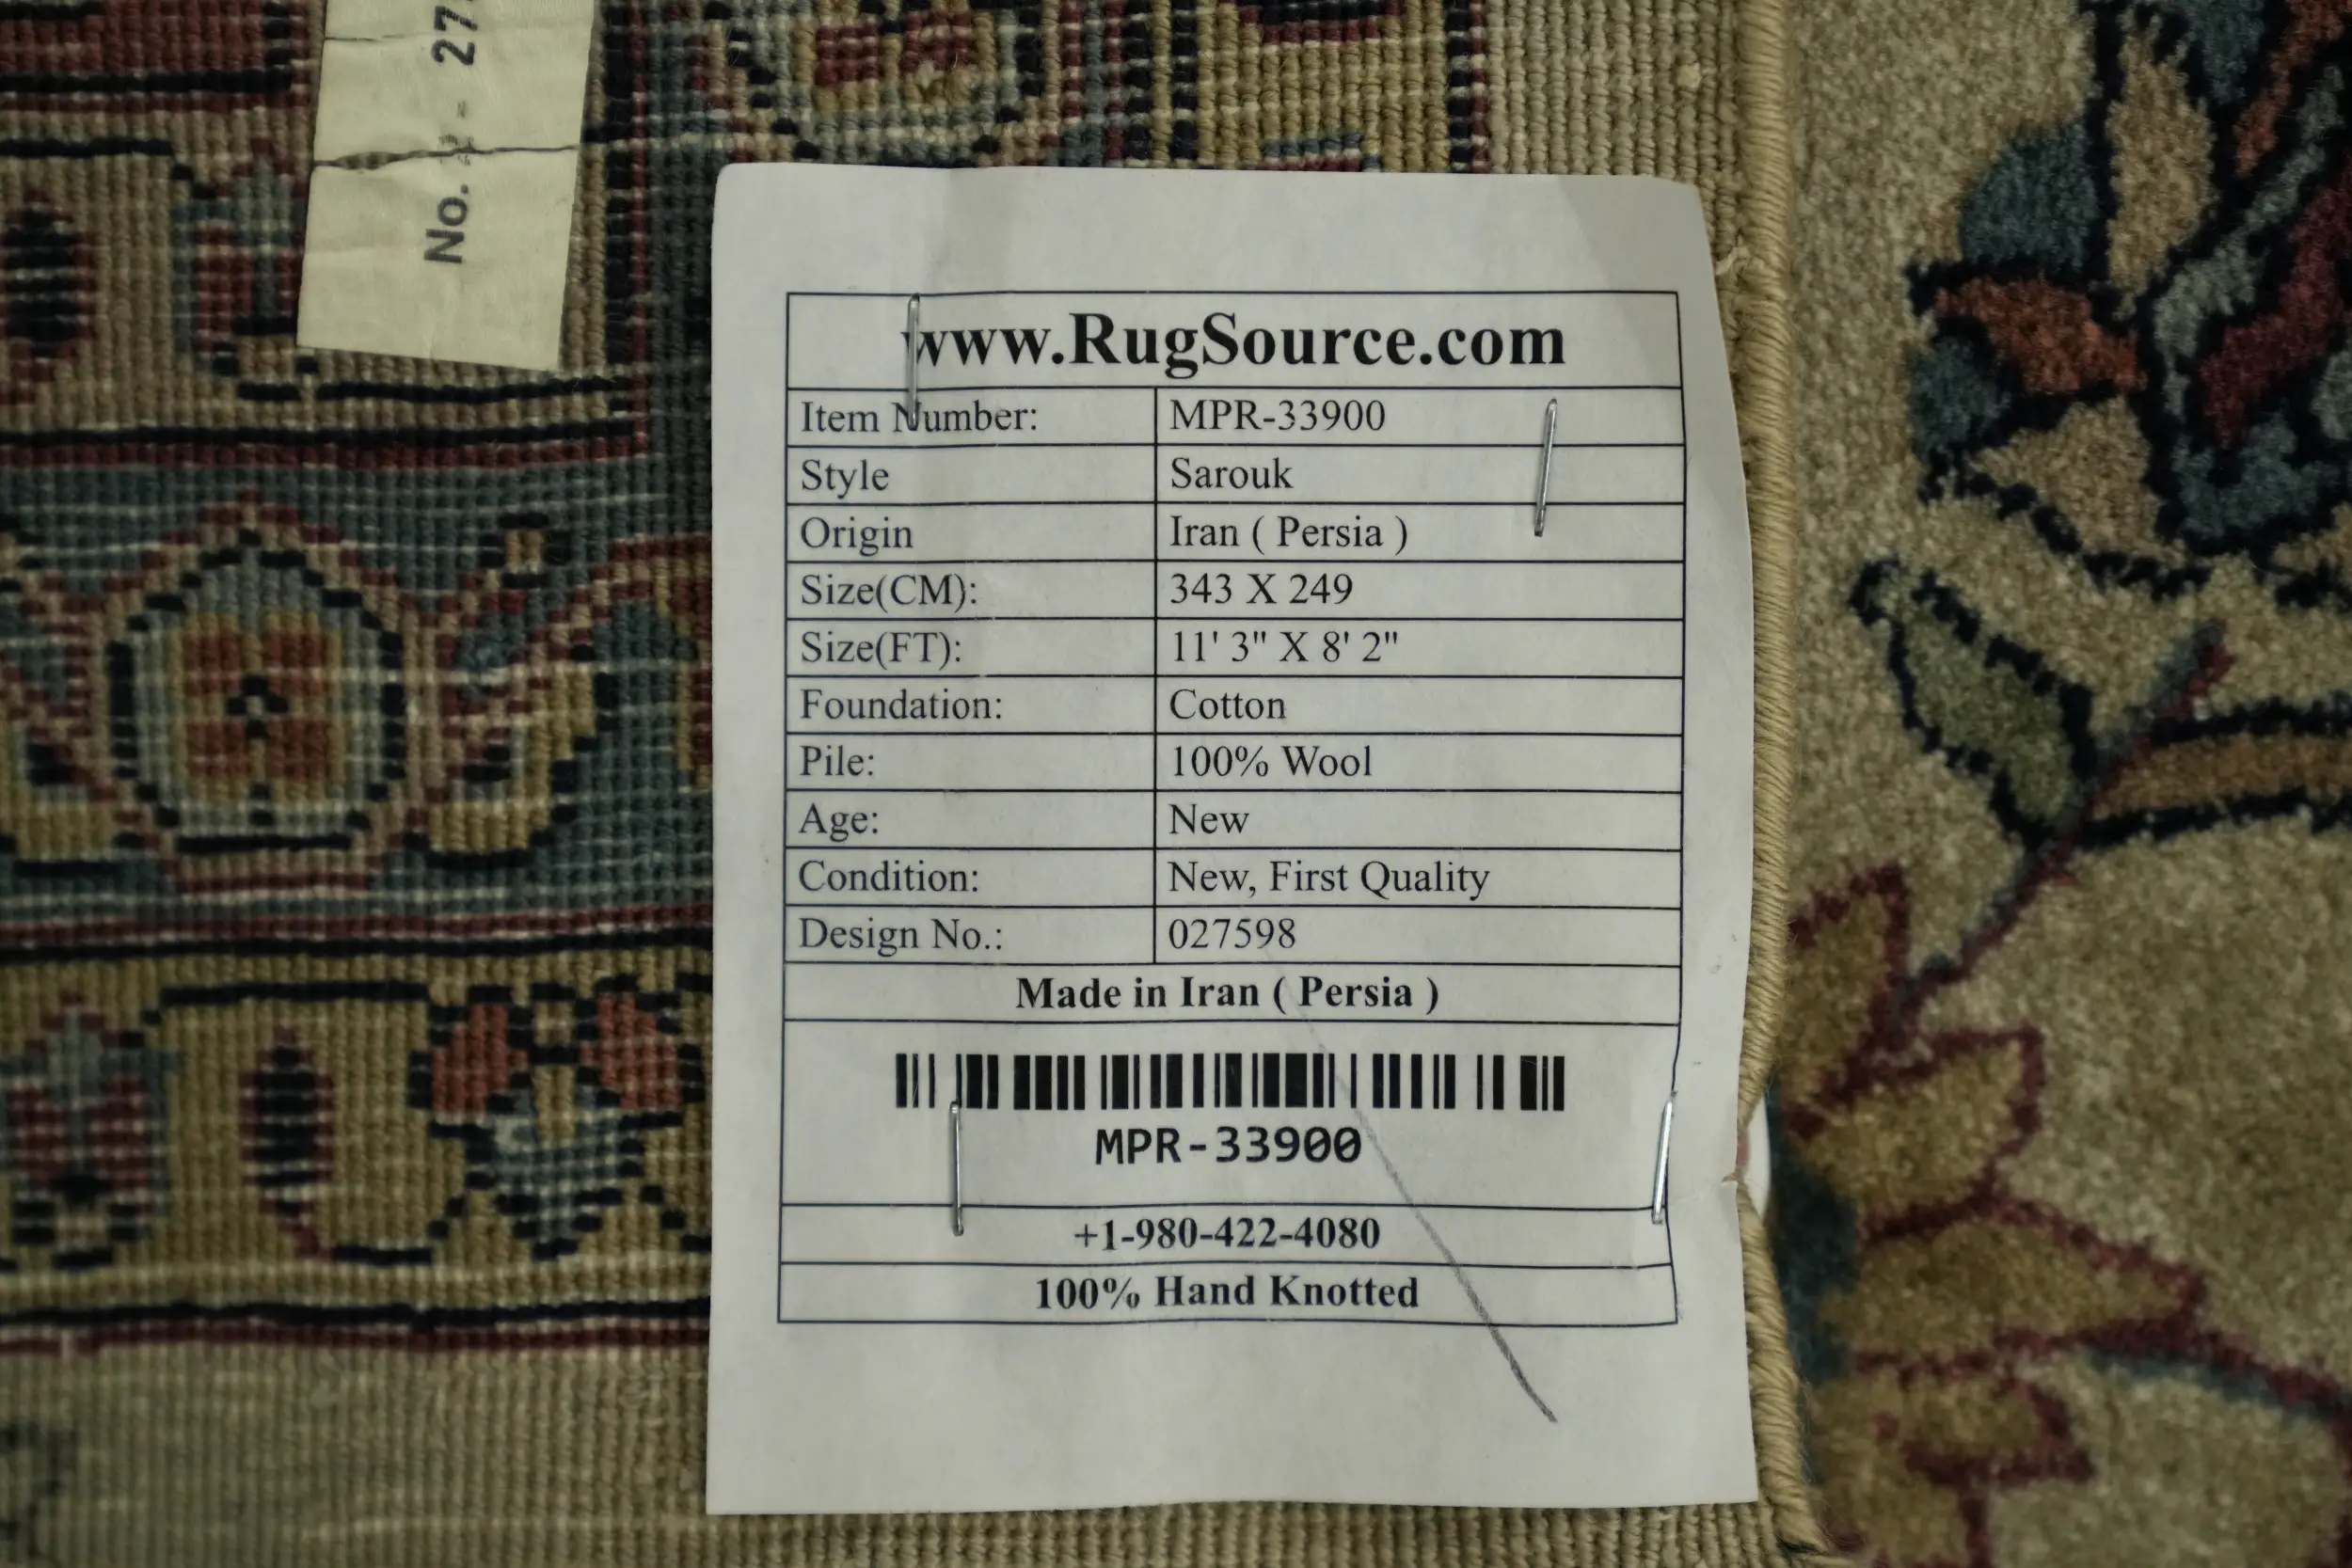 No. - 27
www.RugSource.com
Item Number: MPR-33900
Style Sarouk
Origin Iran ( Persia )
Size(CM): 343 X 249
Size(FT): 11' 3" X 8' 2"
Foundation: Cotton
Pile: 100% Wool
Age: New
Condition: New, First Quality
Design No.: 027598
Made in Iran ( Persia )
MPR-33900
+1-980-422-4080
100% Hand Knotted